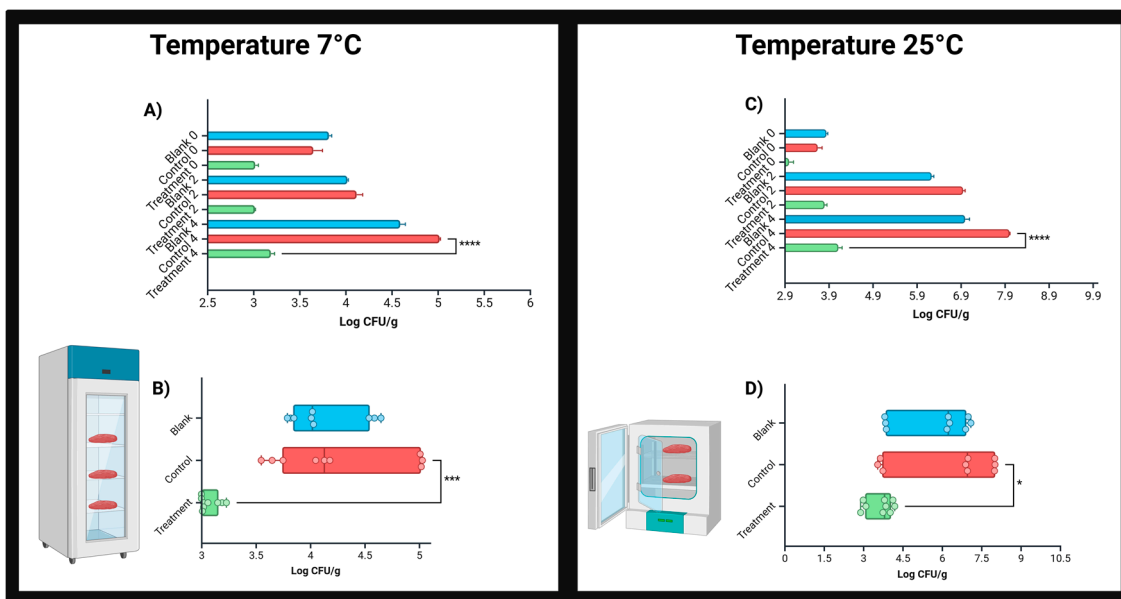 Temperature 7°C
A)
Blank 0
Control 0
Treatment 0
Blank 2
Control 2
Treatment 2
Blank 4
Control 4
Treatment 4
****
2.5 3 4 4.5 5 5.5 6
Log CFU/g
B)
Blank
Control
Treatment
***
3 3.5 4 4.5 5
Log CFU/g
Temperature 25°C
C)
Blank 0
Control 0
Treatment 0
Blank 2
Control 2
Treatment 2
Blank 4
Control 4
Treatment 4
****
2.9 3.9 4.9 5.9 6.9 7.9 8.9 9.9
Log CFU/g
D)
Blank
Control
Treatment
*
0 1.5 3 4.5 6 7.5 9 10.5
Log CFU/g